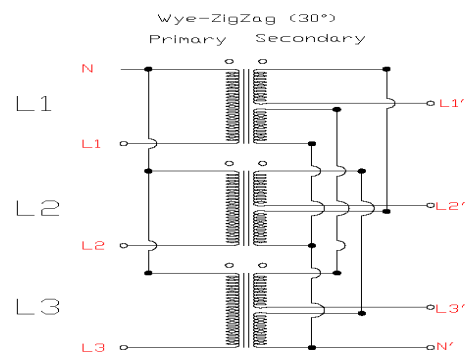 Wye-ZigZag (30°)
Primary Secondary
N
L1
L1'
L1
L2
L2'
L2
L3
L3'
L3
N'